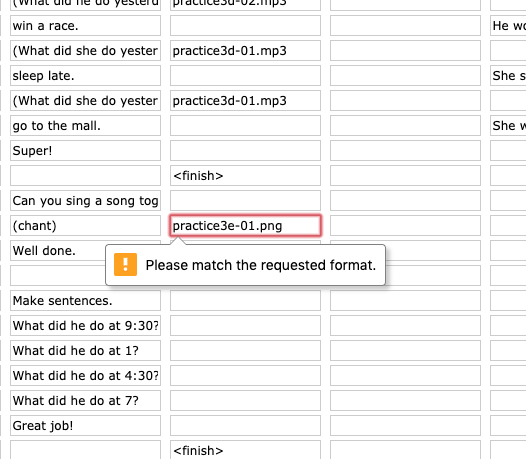 (What did he do yesterd practice3d-02.mp3
win a race. He wo
(What did she do yester practice3d-01.mp3
sleep late. She s
(What did she do yester practice3d-01.mp3
go to the mall. She w
Super!
<finish>
Can you sing a song tog
(chant) practice3e-01.png
Well done.
Please match the requested format.
Make sentences.
What did he do at 9:30?
What did he do at 1?
What did he do at 4:30?
What did he do at 7?
Great job!
<finish>